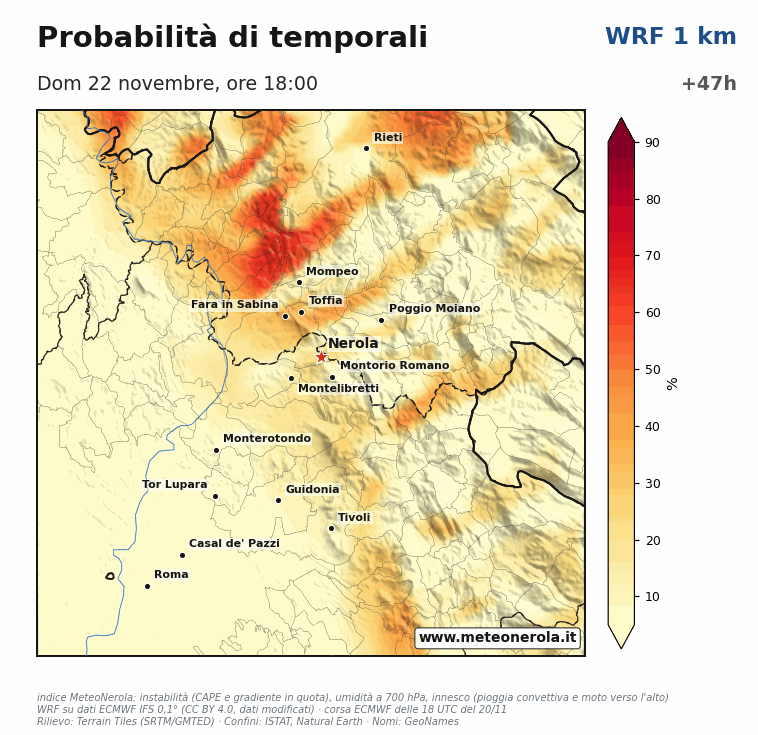 Probabilità di temporali
WRF 1 km
Dom 22 novembre, ore 18:00
+47h
Rieti
Mompeo
Fara in Sabina
Toffia
Poggio Moiano
Nerola
Montorio Romano
Montelibretti
Monterotondo
Tor Lupara
Guidonia
Tivoli
Casal de' Pazzi
Roma
www.meteonerola.it
90
80
70
60
50
40
30
20
10
%
indice MeteoNerola: instabilità (CAPE e gradiente in quota), umidità a 700 hPa, innesco (pioggia convettiva e moto verso l'alto)
WRF su dati ECMWF IFS 0,1° (CC BY 4.0, dati modificati) · corsa ECMWF delle 18 UTC del 20/11
Rilievo: Terrain Tiles (SRTM/GMTED) · Confini: ISTAT, Natural Earth · Nomi: GeoNames